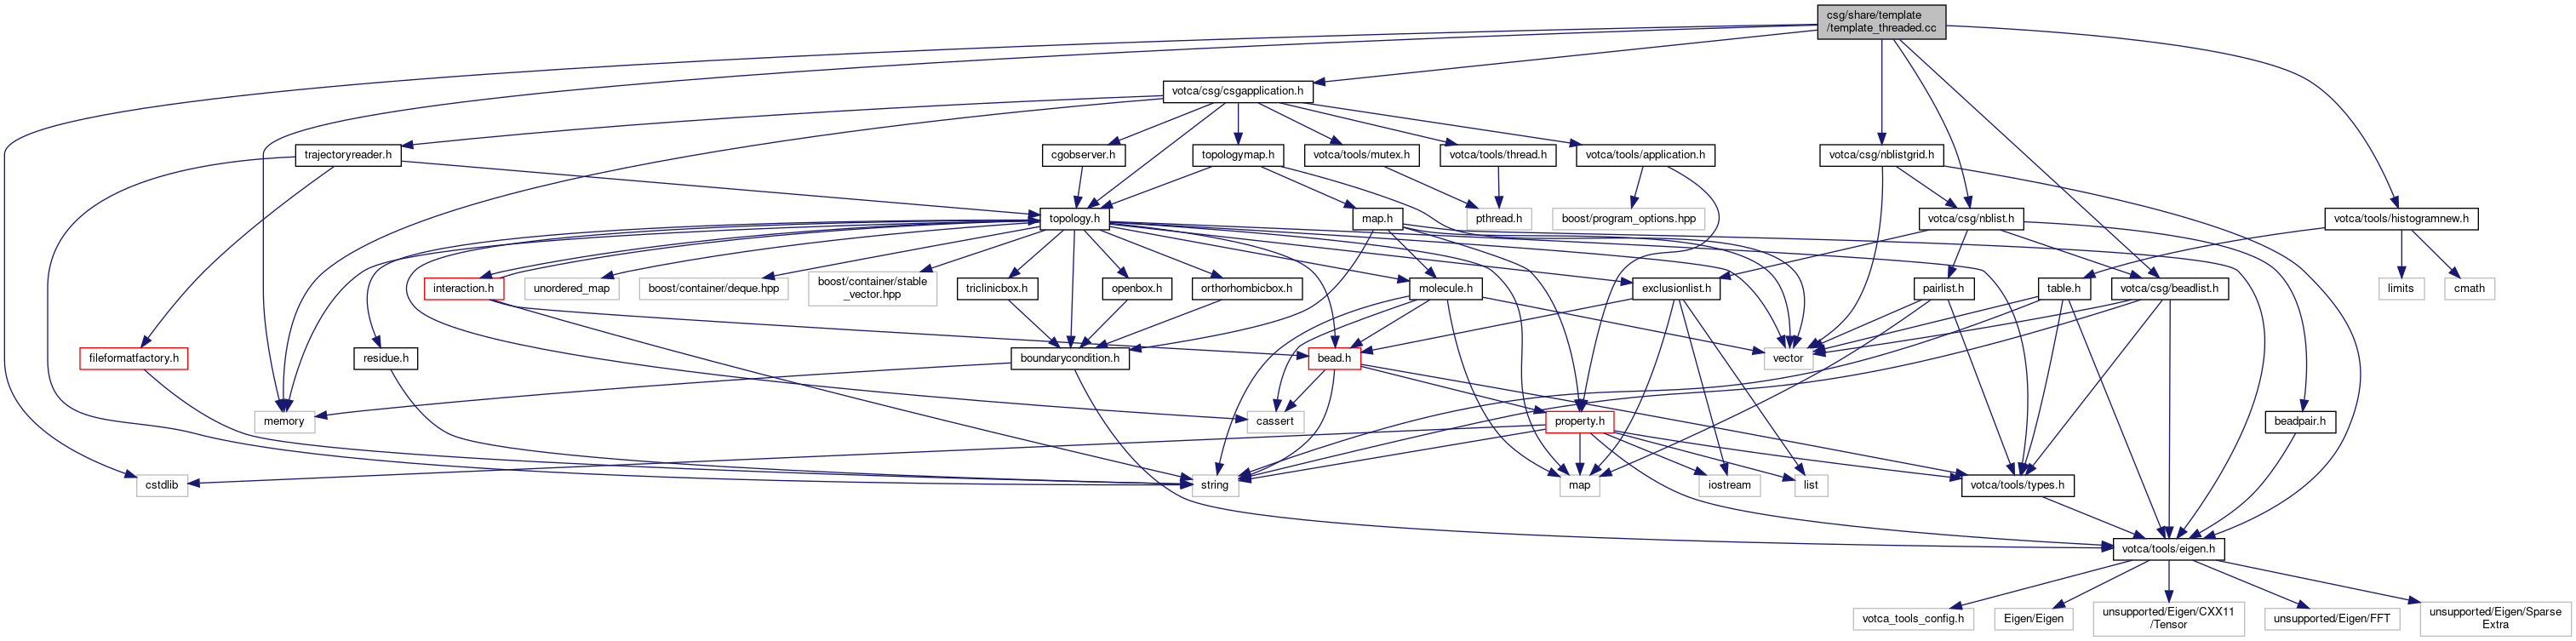 csg/share/template
/template_threaded.cc
votca/csg/csgapplication.h
trajectoryreader.h
cgobserver.h
topologymap.h
votca/tools/mutex.h
votca/tools/thread.h
votca/tools/application.h
votca/csg/nblistgrid.h
topology.h
map.h
pthread.h
boost/program_options.hpp
votca/csg/nblist.h
votca/tools/histogramnew.h
interaction.h
unordered_map
boost/container/deque.hpp
boost/container/stable
_vector.hpp
triclinicbox.h
openbox.h
orthorhombicbox.h
molecule.h
exclusionlist.h
pairlist.h
table.h
votca/csg/beadlist.h
limits
cmath
fileformatfactory.h
residue.h
boundarycondition.h
bead.h
vector
memory
cassert
property.h
beadpair.h
cstdlib
string
map
iostream
list
votca/tools/types.h
votca/tools/eigen.h
votca_tools_config.h
Eigen/Eigen
unsupported/Eigen/CXX11
/Tensor
unsupported/Eigen/FFT
unsupported/Eigen/Sparse
Extra